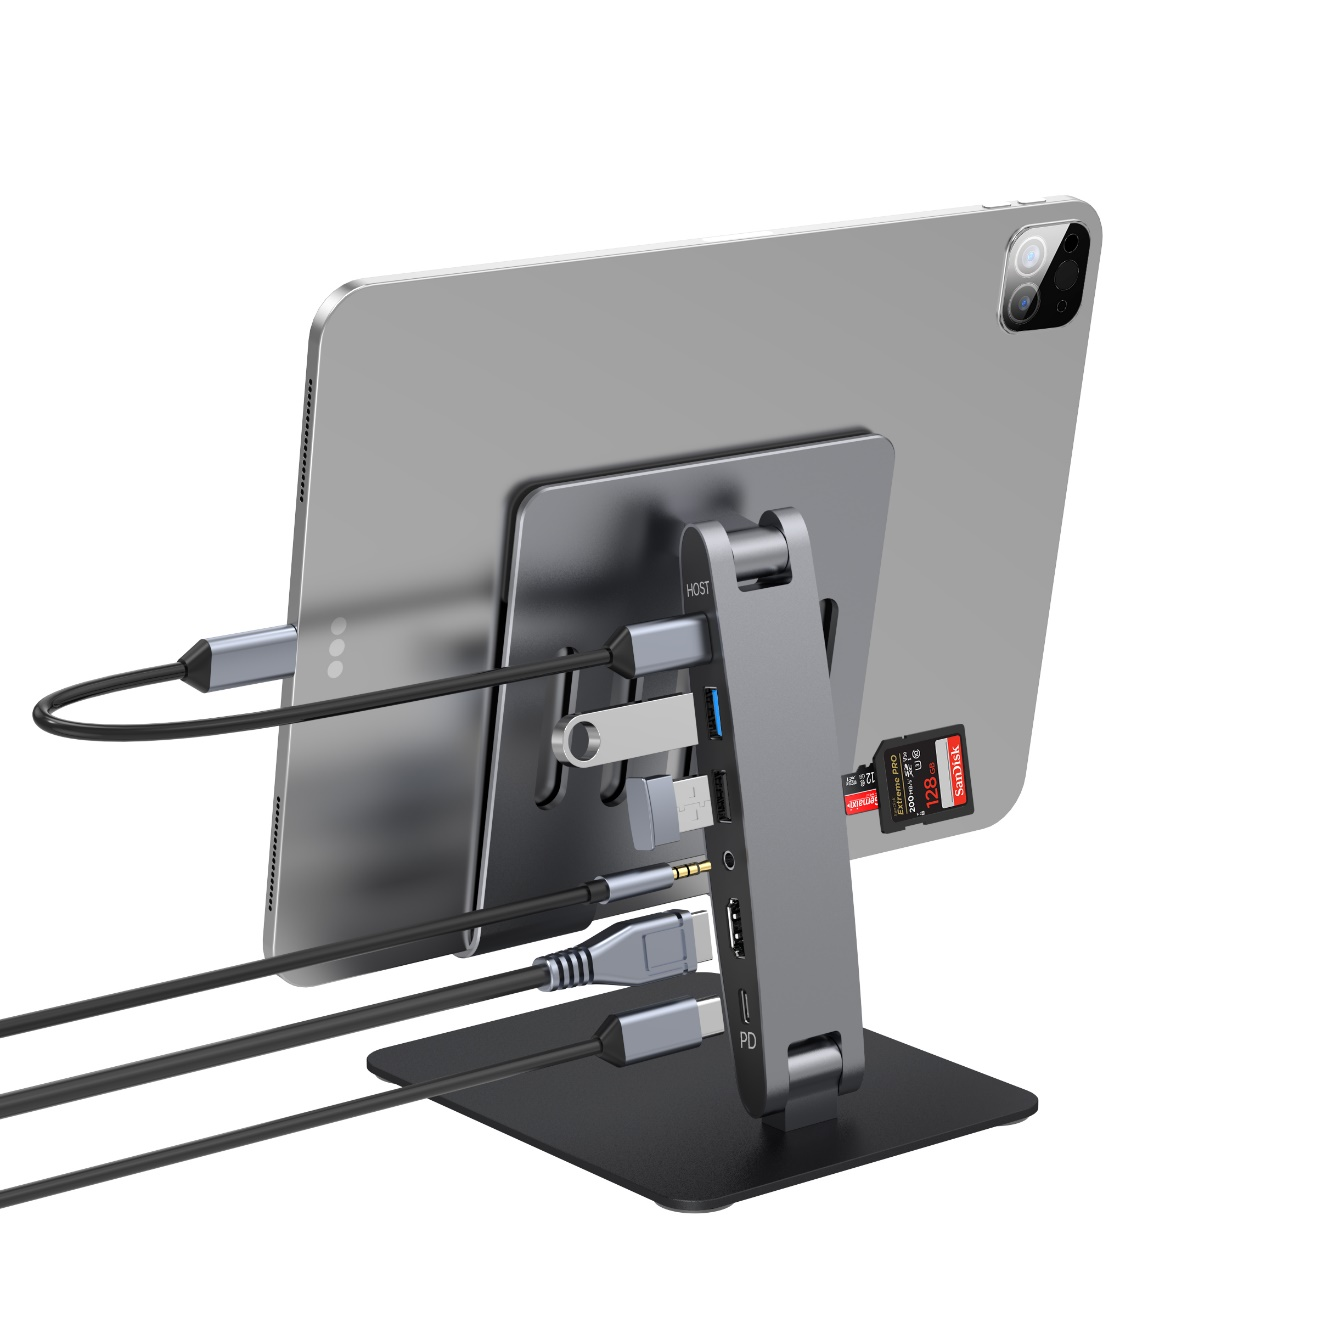 HOST
PD
SanDisk
Extreme PRO
200MB/s
128 GB